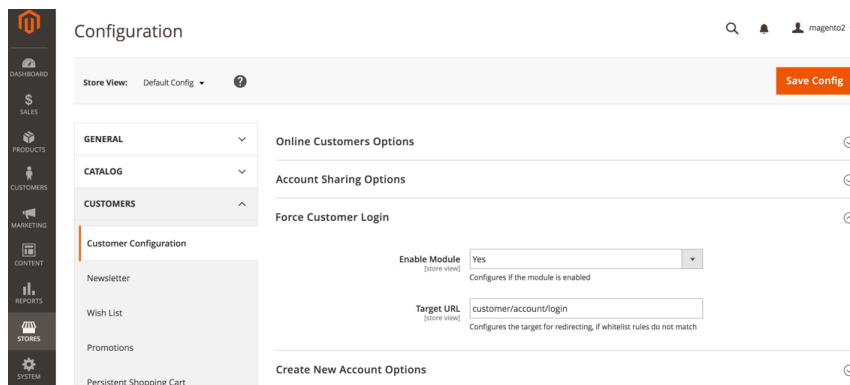 Configuration
magento2
DASHBOARD
Store View: Default Config
Save Config
SALES
PRODUCTS
CUSTOMERS
MARKETING
CONTENT
REPORTS
STORES
SYSTEM
GENERAL
CATALOG
CUSTOMERS
Customer Configuration
Newsletter
Wish List
Promotions
Persistent Shopping Cart
Online Customers Options
Account Sharing Options
Force Customer Login
Enable Module Yes
[store view]
Configures if the module is enabled
Target URL customer/account/login
[store view]
Configures the target for redirecting, if whitelist rules do not match
Create New Account Options